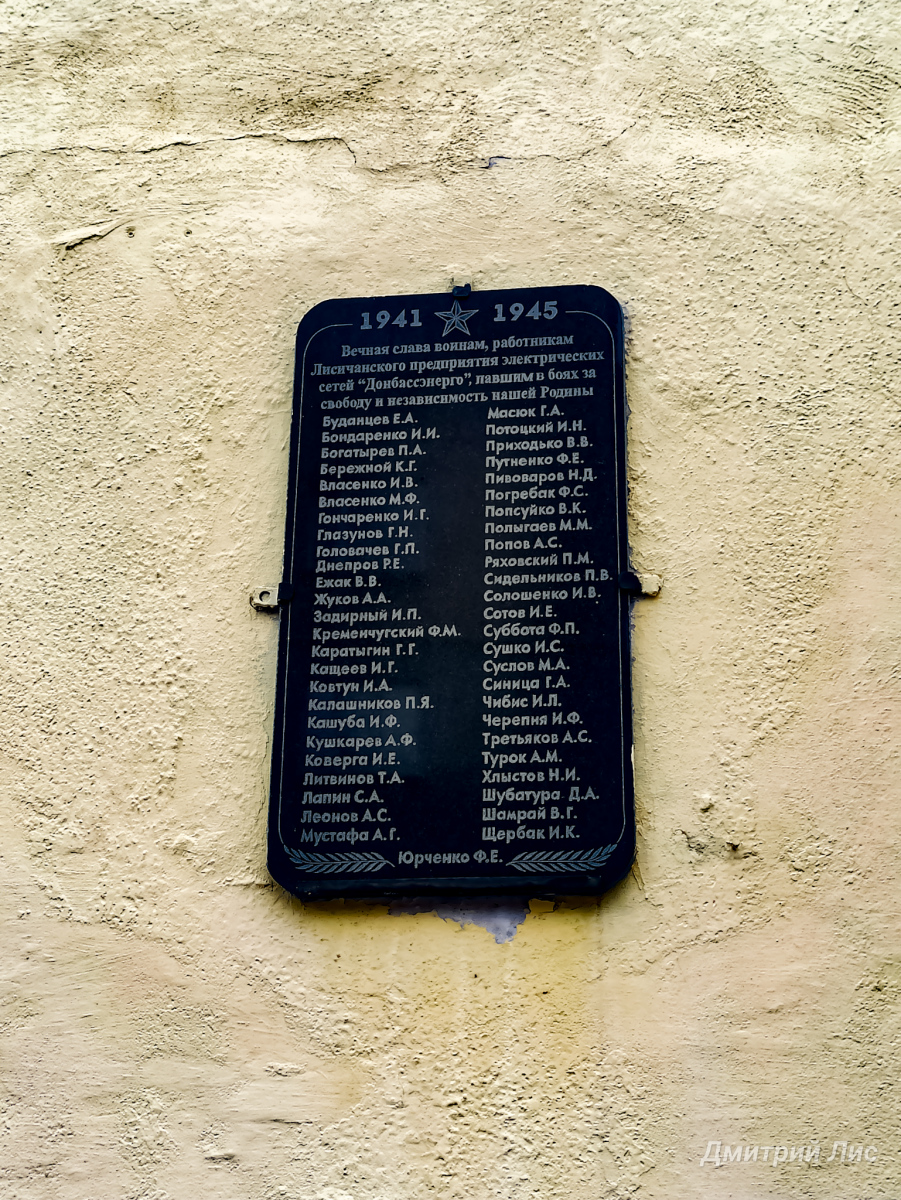 1941 1945
Вечная слава воинам, работникам
Лисичанского предприятия электрических
сетей “Донбассэнерго”, павшим в боях за
свободу и независимость нашей Родины
Буданцев Е.А.
Бондаренко И.И.
Богатырев П.А.
Бережной К.Г.
Власенко И.В.
Власенко М.Ф.
Гончаренко И.Г.
Глазунов Г.Н.
Головачев Г.П.
Днепров Р.Е.
Ежак В.В.
Жуков А.А.
Задирный И.П.
Кременчугский Ф.М.
Каратыгин Г.Г.
Кащеев И.Г.
Ковтун И.А.
Калашников П.Я.
Кашуба И.Ф.
Кушкарев А.Ф.
Коверга И.Е.
Литвинов Т.А.
Лапин С.А.
Леонов А.С.
Мустафа А.Г.
Масюк Г.А.
Потоцкий И.Н.
Приходько В.В.
Путненко Ф.Е.
Пивоваров Н.Д.
Погребак Ф.С.
Попсуйко В.К.
Полыгаев М.М.
Попов А.С.
Ряховский П.М.
Сидельников П.В.
Солошенко И.В.
Сотов И.Е.
Суббота Ф.П.
Сушко И.С.
Суслов М.А.
Синица Г.А.
Чибис И.Л.
Черепня И.Ф.
Третьяков А.С.
Турок А.М.
Хлыстов Н.И.
Шубатура Д.А.
Шамрай В.Г.
Щербак И.К.
Юрченко Ф.Е.
Дмитрий Лис